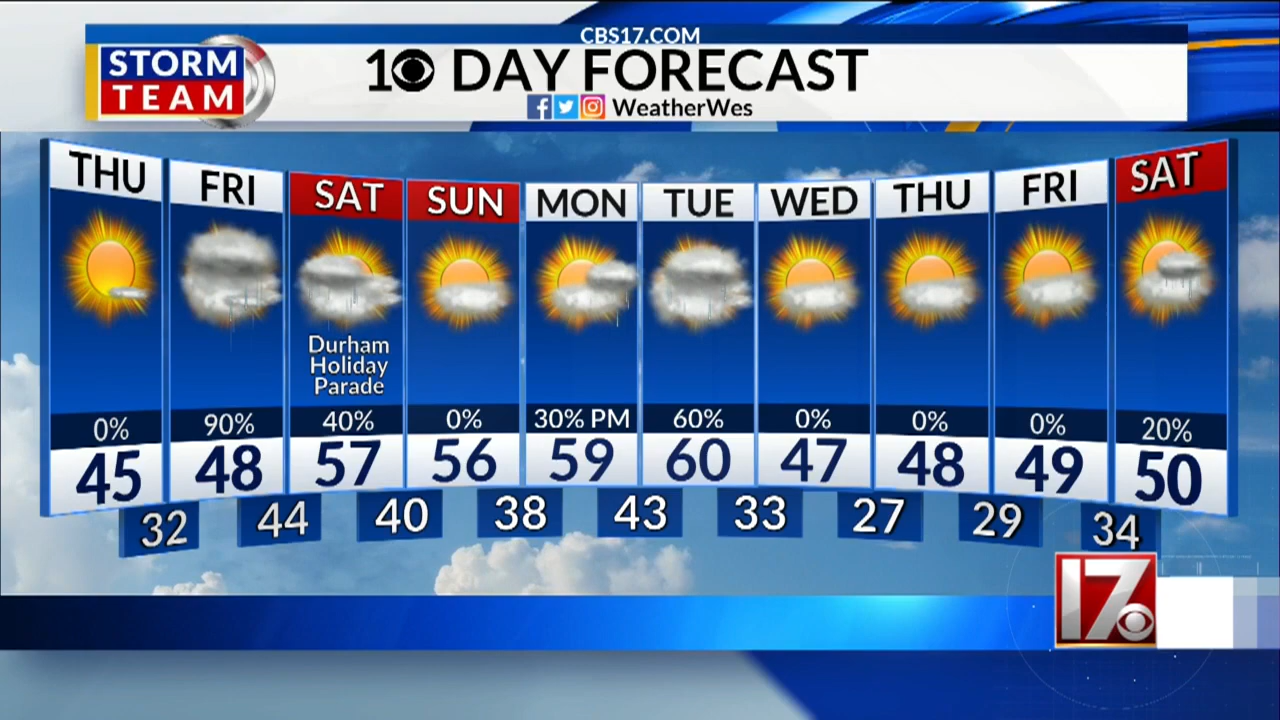 CBS17.COM
STORM
TEAM
10 DAY FORECAST
WeatherWes
THU FRI SAT SUN MON TUE WED THU FRI SAT
Durham
Holiday
Parade
0% 90% 40% 0% 30% PM 60% 0% 0% 0% 20%
45 48 57 56 59 60 47 48 49 50
32 44 40 38 43 33 27 29 34
17